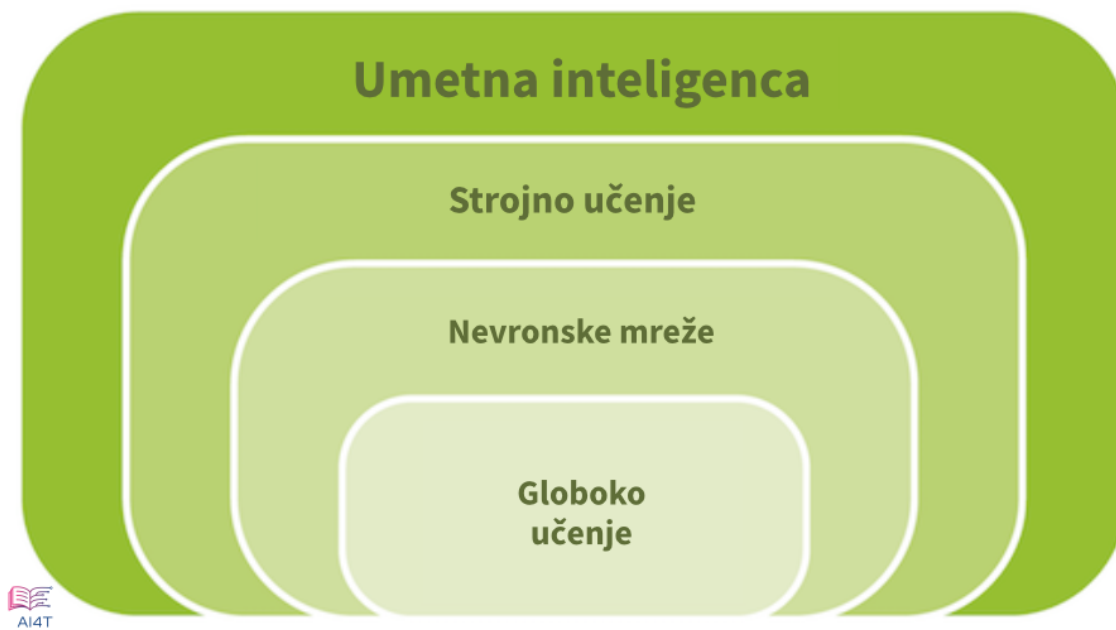 Umetna inteligenca
Strojno učenje
Nevronske mreže
Globoko
učenje
AI4T